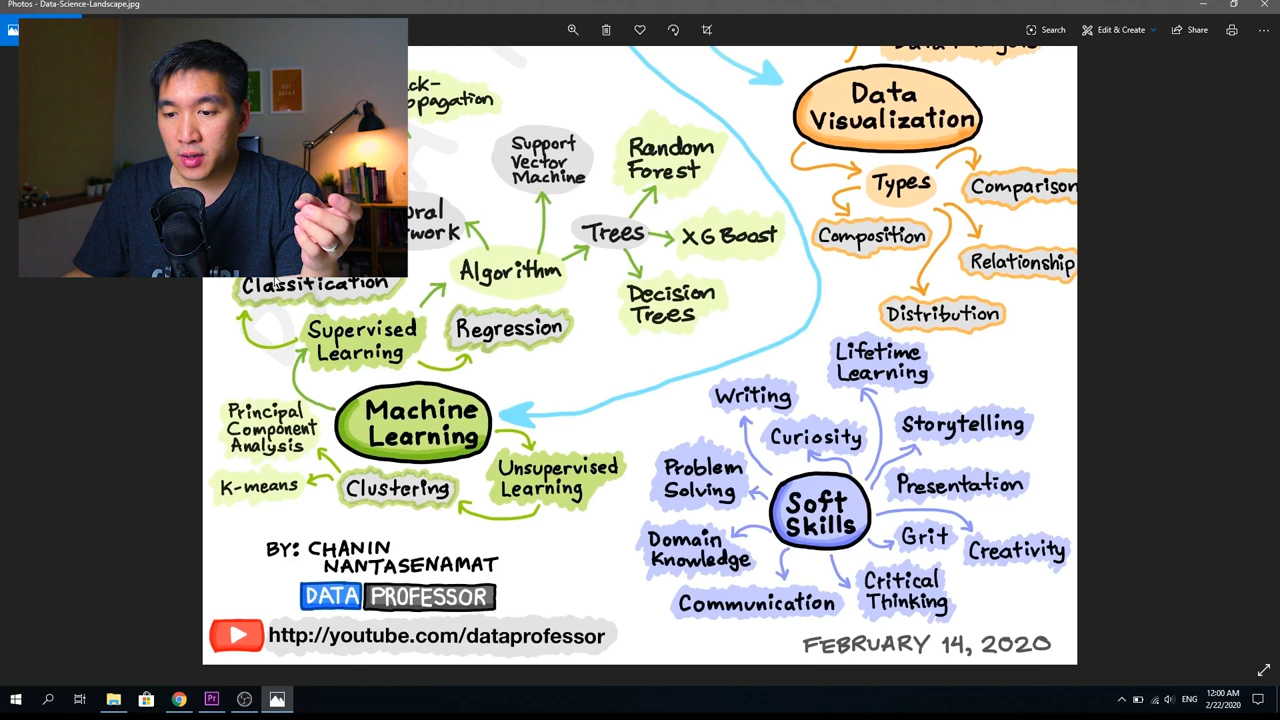 Photos - Data-Science-Landscape.jpg
Search
Edit & Create
Share
Data
Visualization
Types
Comparison
Composition
Relationship
Distribution
Support
Vector
Machine
Random
Forest
Trees
XG Boost
Decision
Trees
Algorithm
Classification
Supervised
Learning
Regression
Machine
Learning
Principal
Component
Analysis
K-means
Clustering
Unsupervised
Learning
Lifetime
Learning
Writing
Curiosity
Storytelling
Problem
Solving
Presentation
Soft
Skills
Domain
Knowledge
Grit
Creativity
Communication
Critical
Thinking
BY: CHANIN
NANTASENAMAT
DATA PROFESSOR
http://youtube.com/dataprofessor
FEBRUARY 14, 2020
Pr
ENG
12:00 AM
2/22/2020